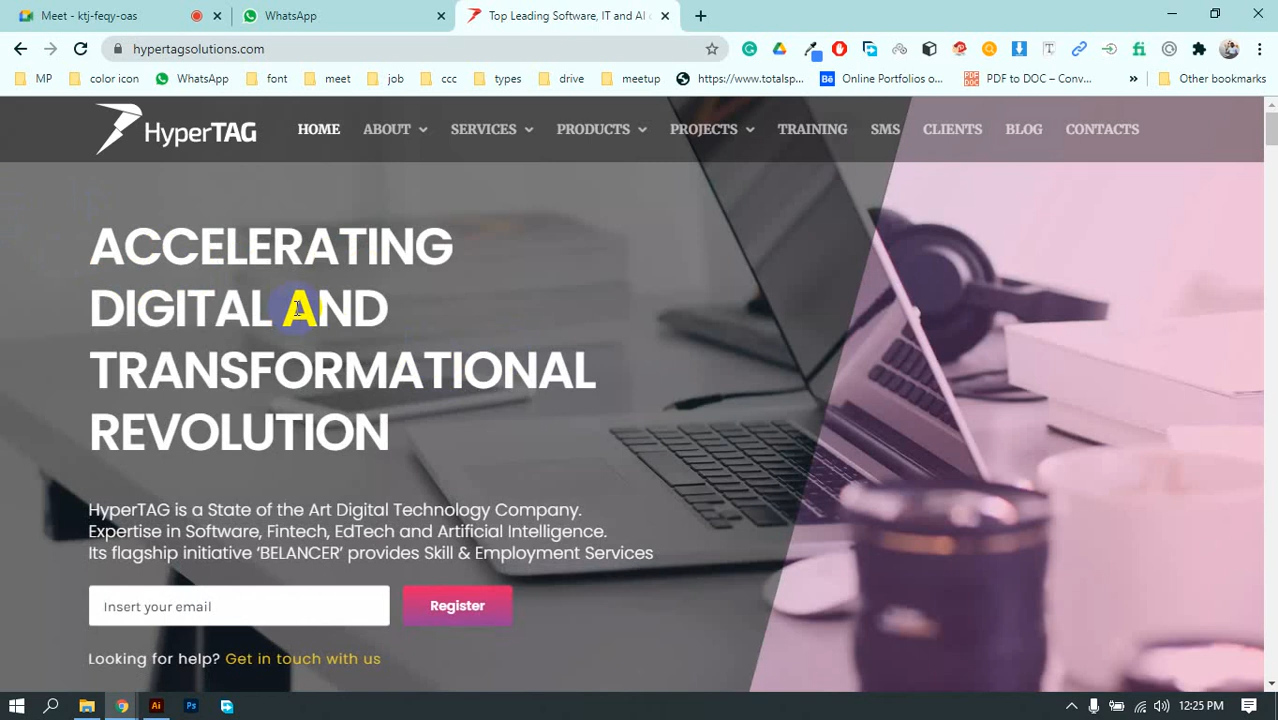 Meet - ktj-feqy-oas
WhatsApp
Top Leading Software, IT and AI
hypertagsolutions.com
MP
color icon
WhatsApp
font
meet
job
ccc
types
drive
meetup
https://www.totalsp...
Online Portfolios o...
PDF to DOC – Conv...
Other bookmarks
HyperTAG
HOME
ABOUT
SERVICES
PRODUCTS
PROJECTS
TRAINING
SMS
CLIENTS
BLOG
CONTACTS
ACCELERATING
DIGITAL AND
TRANSFORMATIONAL
REVOLUTION
HyperTAG is a State of the Art Digital Technology Company.
Expertise in Software, Fintech, EdTech and Artificial Intelligence.
Its flagship initiative ‘BELANCER’ provides Skill & Employment Services
Insert your email
Register
Looking for help? Get in touch with us
12:25 PM